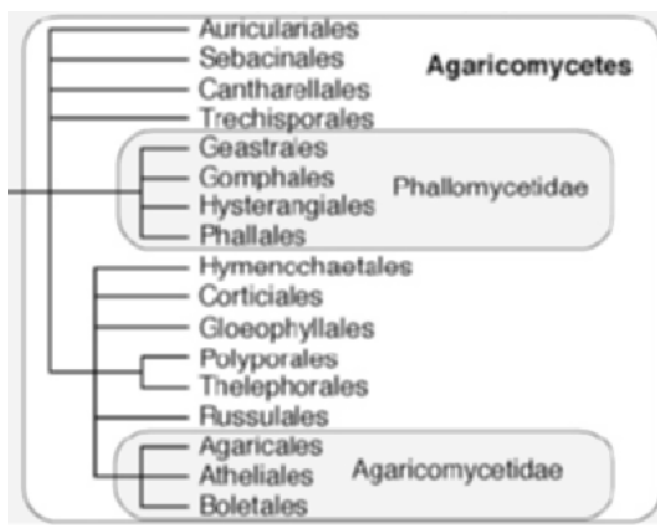 Auriculariales
Sebacinales
Agaricomycetes
Cantharellales
Trechisporales
Geastrales
Gomphales
Phallomycetidae
Hysterangiales
Phallales
Hymenochaetales
Corticiales
Gloeophyllales
Polyporales
Thelephorales
Russulales
Agaricales
Atheliales
Agaricomycetidae
Boletales